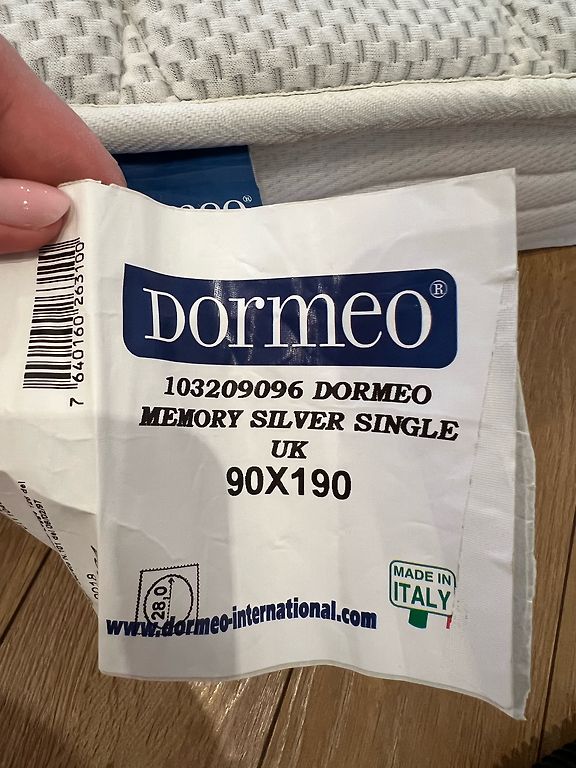 Dormeo®
103209096 DORMEO
MEMORY SILVER SINGLE
UK
90X190
28,0
www.dormeo-international.com
MADE IN
ITALY
7 640160 263100